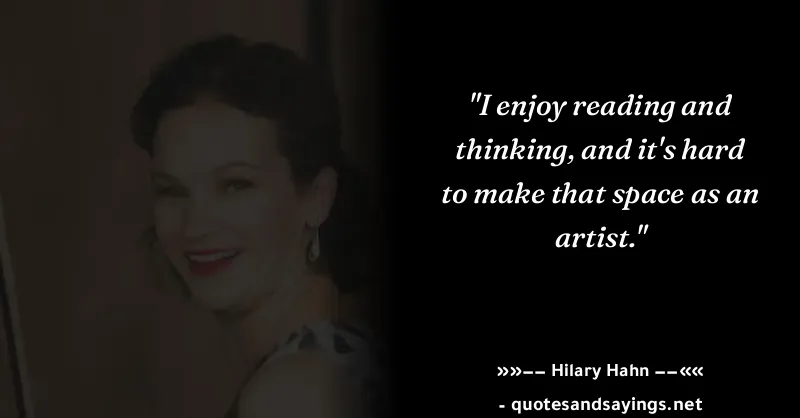 "I enjoy reading and
thinking, and it's hard
to make that space as an
artist."
»»−− Hilary Hahn −−««
- quotesandsayings.net